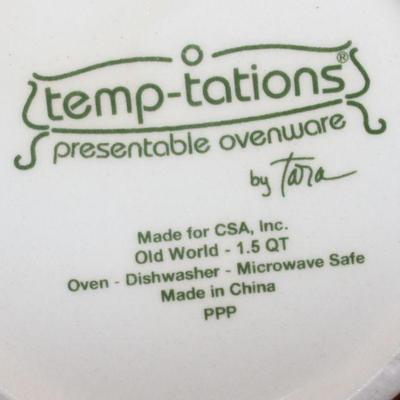 temp-tations®
presentable ovenware
by Tara
Made for CSA, Inc.
Old World - 1.5 QT
Oven - Dishwasher - Microwave Safe
Made in China
PPP